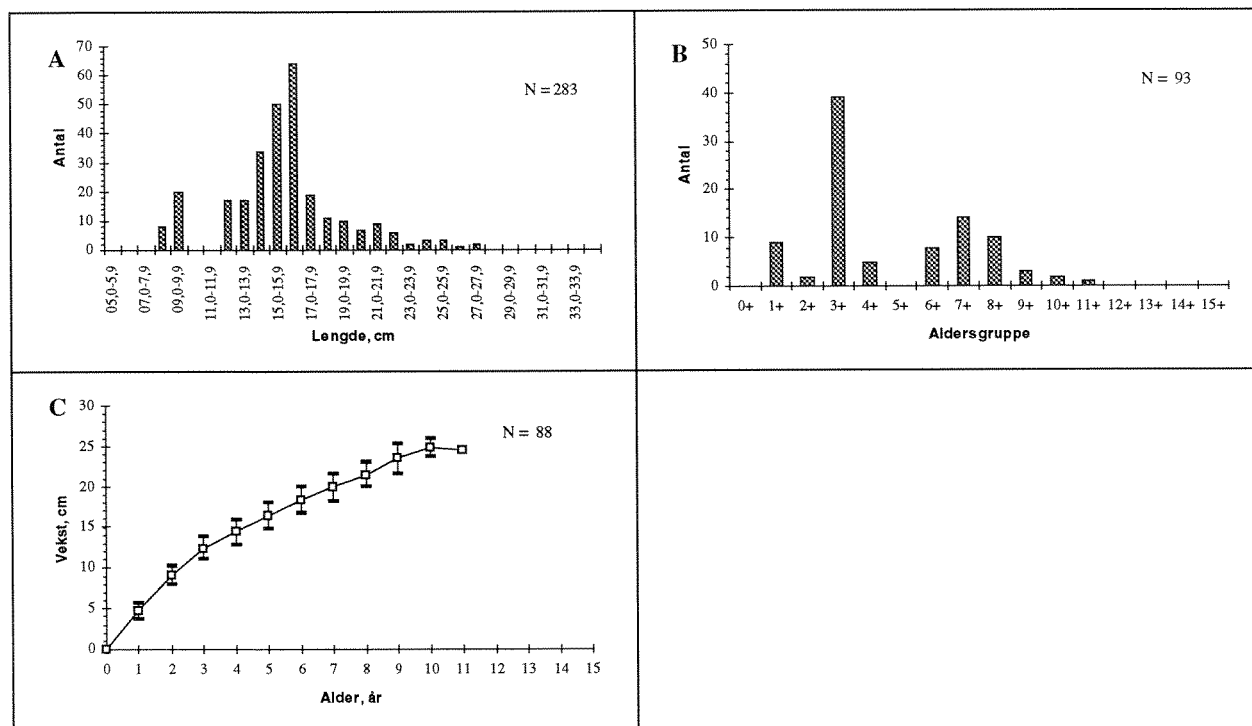 A
N = 283
Antal
70
60
50
40
30
20
10
0
05,0-5,9
07,0-7,9
09,0-9,9
11,0-11,9
13,0-13,9
15,0-15,9
17,0-17,9
19,0-19,9
21,0-21,9
23,0-23,9
25,0-25,9
27,0-27,9
29,0-29,9
31,0-31,9
33,0-33,9
Lengde, cm
B
N = 93
Antal
50
40
30
20
10
0
0+ 1+ 2+ 3+ 4+ 5+ 6+ 7+ 8+ 9+ 10+ 11+ 12+ 13+ 14+ 15+
Aldersgruppe
C
N = 88
Vekst, cm
30
25
20
15
10
5
0
0 1 2 3 4 5 6 7 8 9 10 11 12 13 14 15
Alder, år